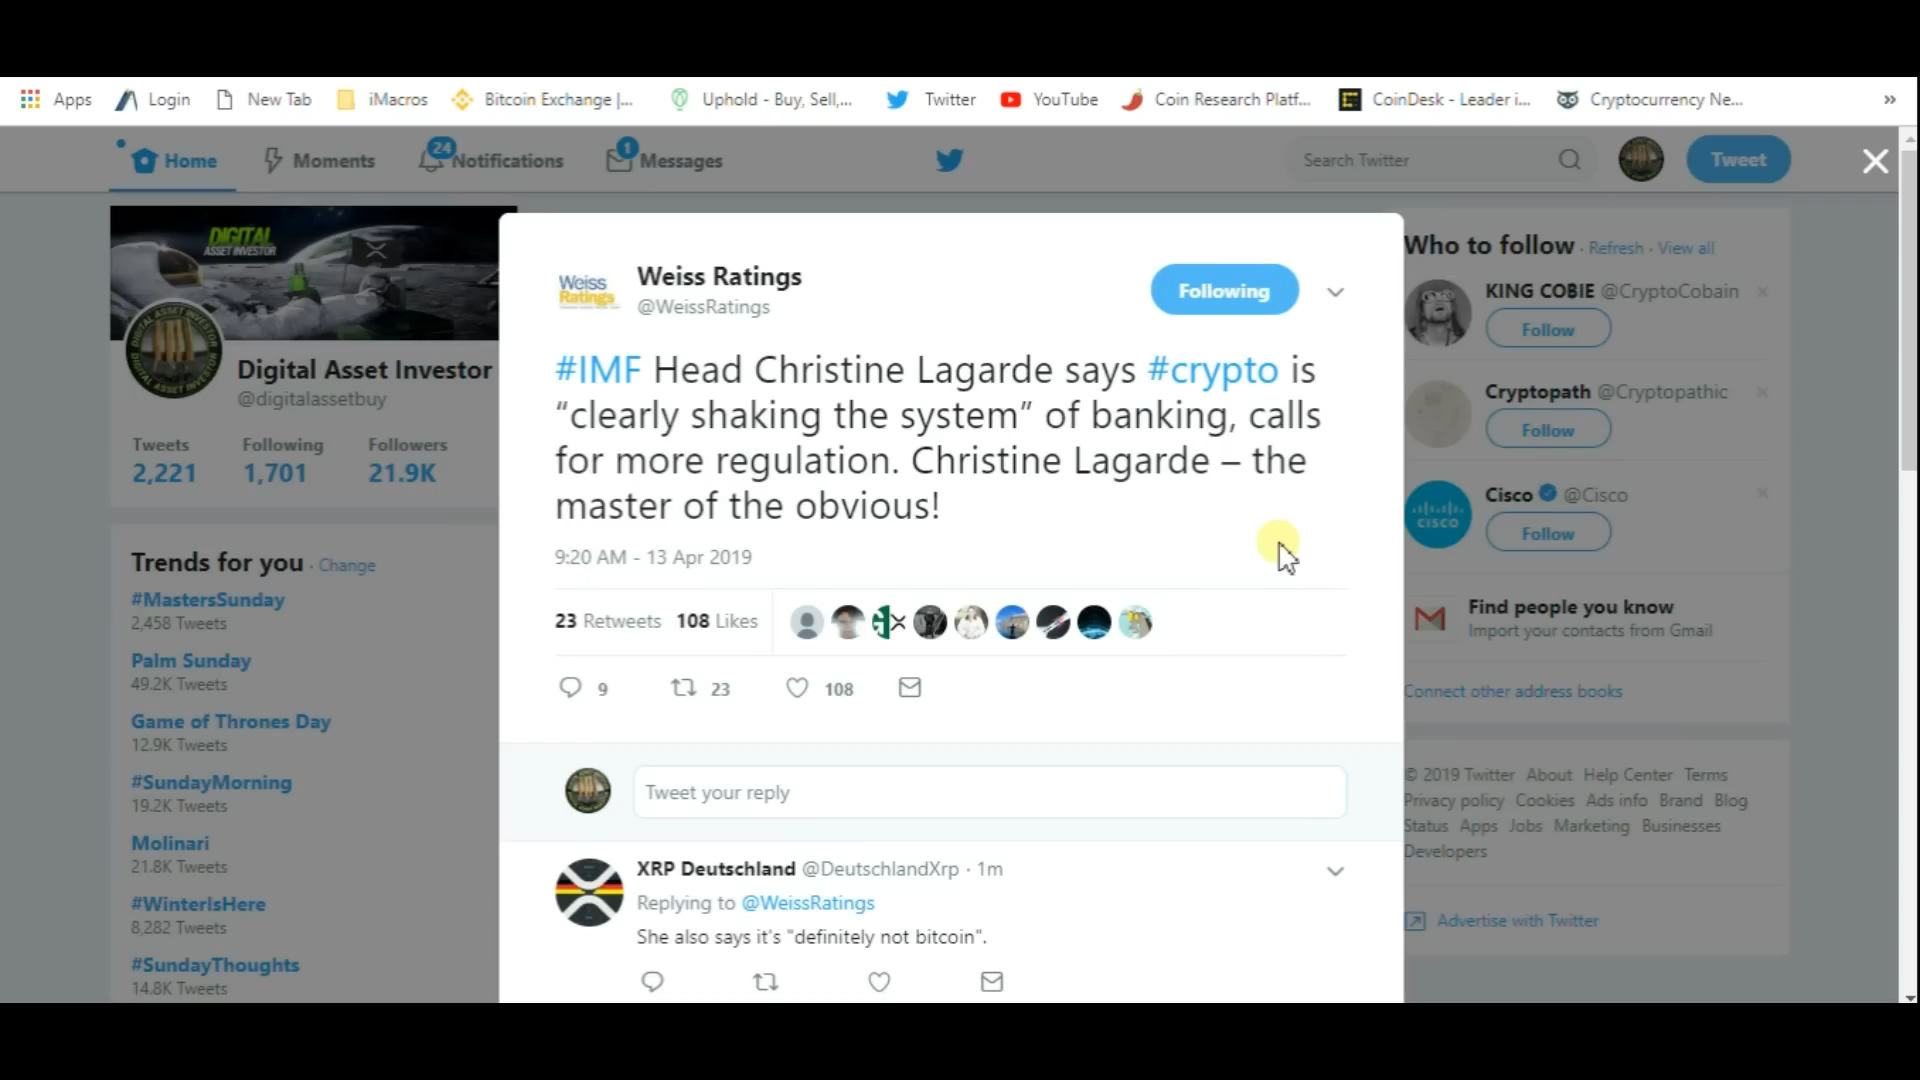 Apps Login New Tab iMacros Bitcoin Exchange |... Uphold - Buy, Sell,... Twitter YouTube Coin Research Platf... CoinDesk - Leader i... Cryptocurrency Ne... »
Home Moments 24 Notifications 1 Messages Search Twitter Tweet
DIGITAL
ASSET INVESTOR
Digital Asset Investor
@digitalassetbuy
Tweets Following Followers
2,221 1,701 21.9K
Trends for you · Change
#MastersSunday
2,458 Tweets
Palm Sunday
49.2K Tweets
Game of Thrones Day
12.9K Tweets
#SundayMorning
19.2K Tweets
Molinari
21.8K Tweets
#WinterIsHere
8,282 Tweets
#SundayThoughts
14.8K Tweets
Weiss
Ratings
Weiss Ratings
@WeissRatings
Following
#IMF Head Christine Lagarde says #crypto is
“clearly shaking the system” of banking, calls
for more regulation. Christine Lagarde – the
master of the obvious!
9:20 AM - 13 Apr 2019
23 Retweets 108 Likes
9 23 108
Tweet your reply
XRP Deutschland @DeutschlandXrp · 1m
Replying to @WeissRatings
She also says it's "definitely not bitcoin".
Who to follow · Refresh · View all
KING COBIE @CryptoCobain
Follow
Cryptopath @Cryptopathic
Follow
CISCO
Cisco @Cisco
Follow
Find people you know
Import your contacts from Gmail
Connect other address books
© 2019 Twitter About Help Center Terms
Privacy policy Cookies Ads info Brand Blog
Status Apps Jobs Marketing Businesses
Developers
Advertise with Twitter